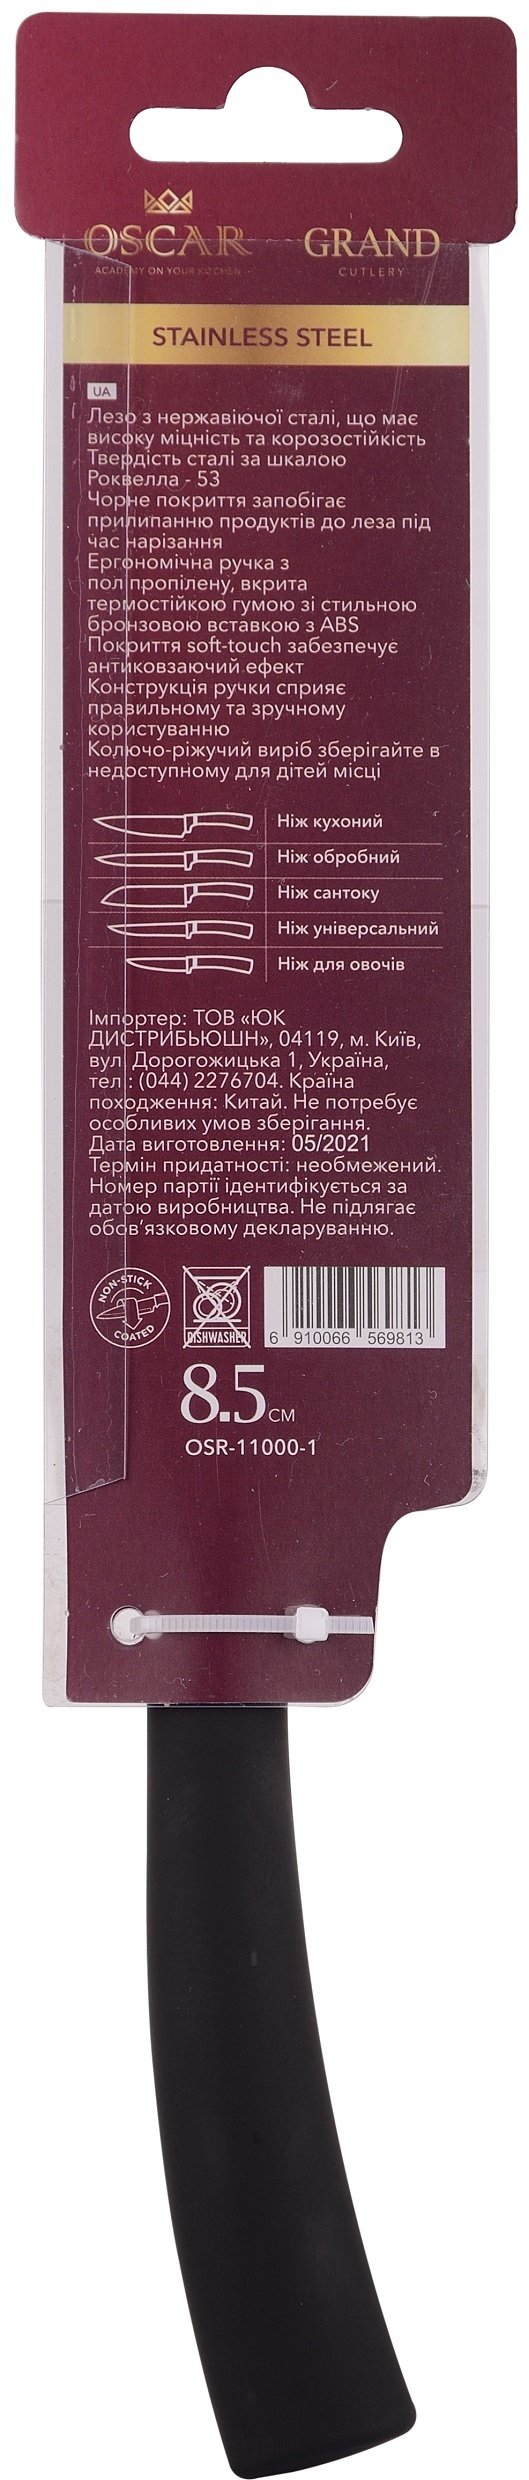 OSCAR GRAND
ACADEMY ON YOUR KITCHEN CUTLERY
STAINLESS STEEL
UA
Лезо з нержавіючої сталі, що має
високу міцність та корозостійкість
Твердість сталі за шкалою
Роквелла - 53
Чорне покриття запобігає
прилипанню продуктів до леза під
час нарізання
Ергономічна ручка з
поліпропілену, вкрита
термостійкою гумою зі стильною
бронзовою вставкою з ABS
Покриття soft-touch забезпечує
антиковзаючий ефект
Конструкція ручки сприяє
правильному та зручному
користуванню
Колючо-ріжучий виріб зберігайте в
недоступному для дітей місці
Ніж кухоний
Ніж обробний
Ніж сантоку
Ніж універсальний
Ніж для овочів
Імпортер: ТОВ «ЮК
ДИСТРИБЬЮШН», 04119, м. Київ,
вул. Дорогожицька 1, Україна,
тел.: (044) 2276704. Країна
походження: Китай. Не потребує
особливих умов зберігання.
Дата виготовлення: 05/2021
Термін придатності: необмежений.
Номер партії ідентифікується за
датою виробництва. Не підлягає
обов’язковому декларуванню.
NON-STICK
COATED
DISHWASHER
6 910066 569813
8.5 см
OSR-11000-1